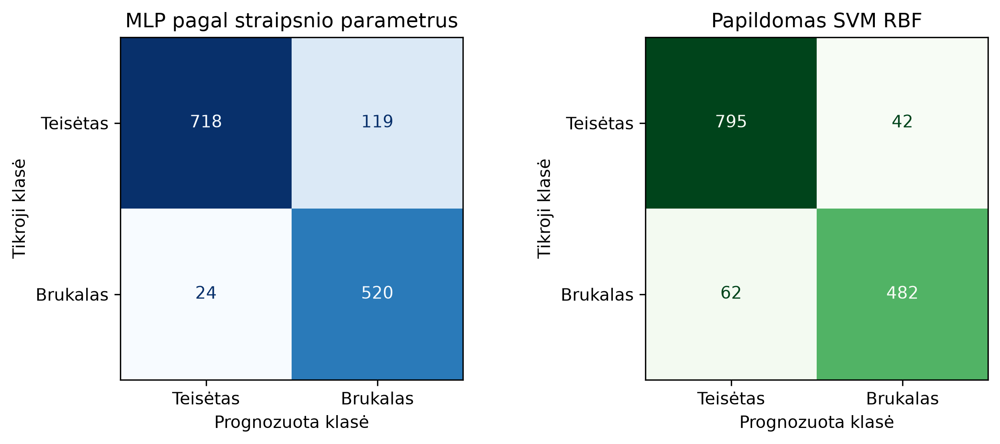 MLP pagal straipsnio parametrus
Tikroji klasė
Teisėtas
718
119
Brukalas
24
520
Teisėtas
Brukalas
Prognozuota klasė
Papildomas SVM RBF
Tikroji klasė
Teisėtas
795
42
Brukalas
62
482
Teisėtas
Brukalas
Prognozuota klasė